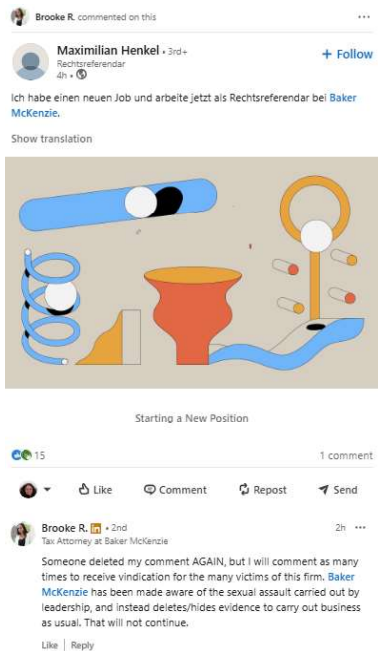 Brooke R. commented on this
Maximilian Henkel • 3rd+
+ Follow
Rechtsreferendar
4h •
Ich habe einen neuen Job und arbeite jetzt als Rechtsreferendar bei Baker
McKenzie.
Show translation
Starting a New Position
15
1 comment
Like
Comment
Repost
Send
Brooke R. • 2nd
2h
Tax Attorney at Baker McKenzie
Someone deleted my comment AGAIN, but I will comment as many
times to receive vindication for the many victims of this firm. Baker
McKenzie has been made aware of the sexual assault carried out by
leadership, and instead deletes/hides evidence to carry out business
as usual. That will not continue.
Like | Reply